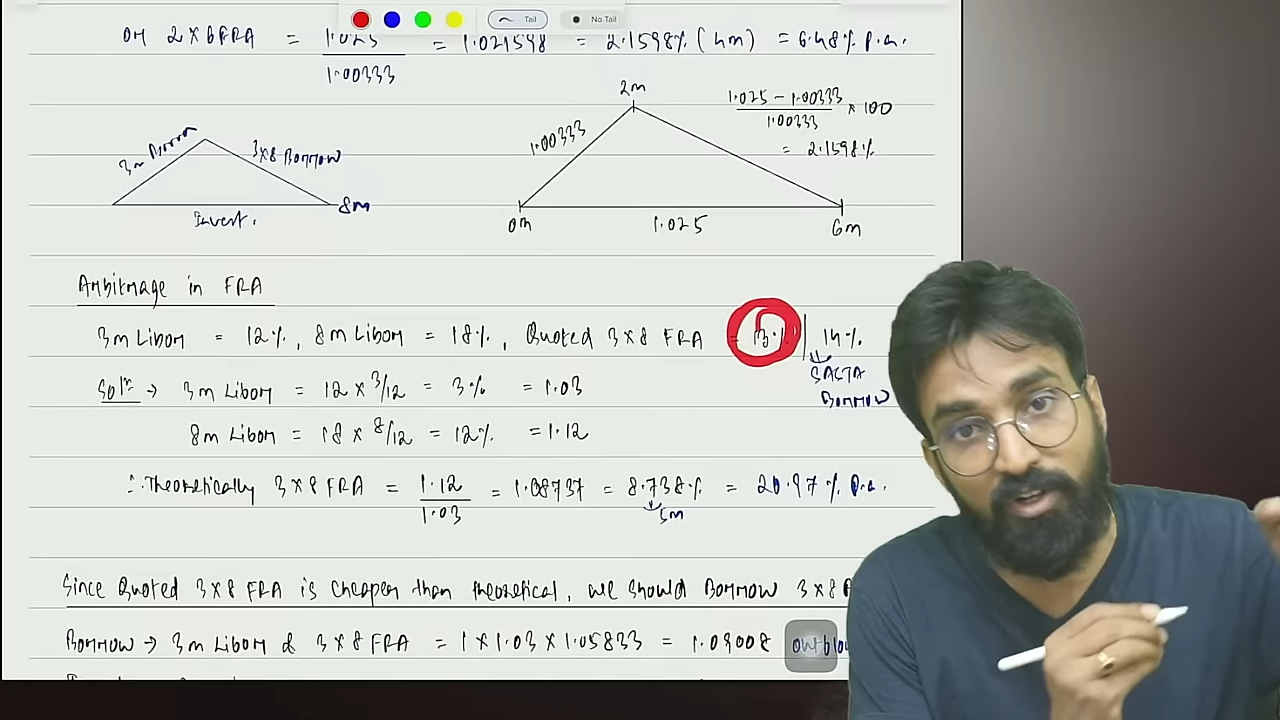 Tail No Tail
or 2×6FRA = 1.025 / 1.00333 = 1.021598 = 2.1598% (4m) = 6.48% p.a.
2m
1.025 - 1.00333 / 1.00333 × 100
= 2.1598%
1.00333
3m Borrow
3×8 Borrow
8m
Invest.
0m
1.025
6m
Arbitrage in FRA
3m Libor = 12%, 8m Libor = 18%, Quoted 3×8 FRA = 13% | 14%
SASTA
BORROW
Solⁿ → 3m Libor = 12 × 3/12 = 3% = 1.03
8m Libor = 18 × 8/12 = 12% = 1.12
∴ Theoretically 3×8 FRA = 1.12 / 1.03 = 1.08737 = 8.738% = 20.97% p.a.
5m
Since Quoted 3×8 FRA is cheaper than theoretical, we should Borrow 3×8
Borrow → 3m Libor & 3×8 FRA = 1 × 1.03 × 1.05833 = 1.09008